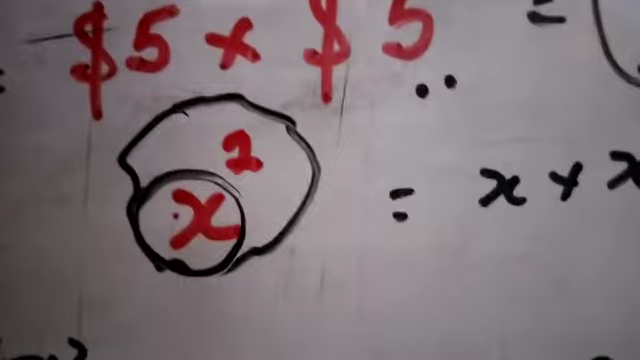 $5 x $5 =
x² = x x x